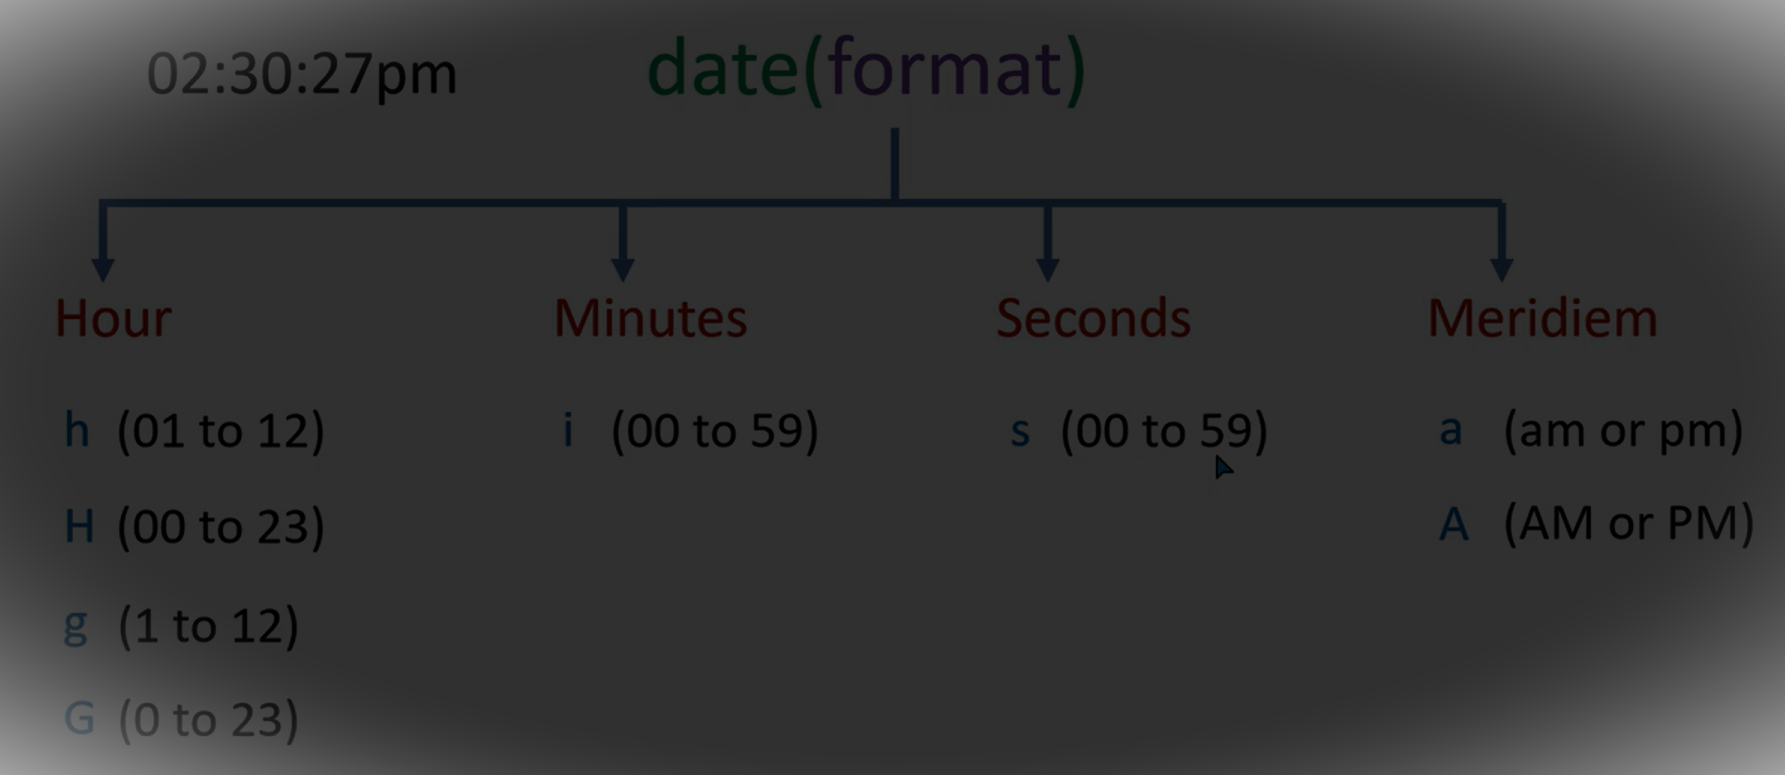 02:30:27pm date(format)
Hour Minutes Seconds Meridiem
h (01 to 12) i (00 to 59) s (00 to 59) a (am or pm)
H (00 to 23) A (AM or PM)
g (1 to 12)
G (0 to 23)